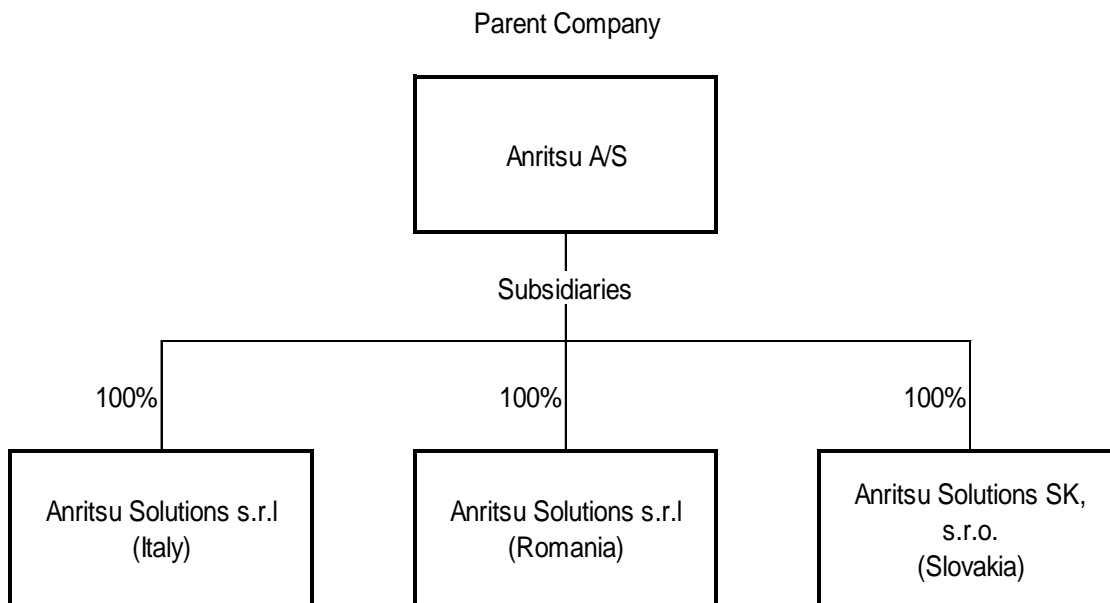 Parent Company
Anritsu A/S
Subsidiaries
100%
100%
100%
Anritsu Solutions s.r.l
(Italy)
Anritsu Solutions s.r.l
(Romania)
Anritsu Solutions SK,
s.r.o.
(Slovakia)